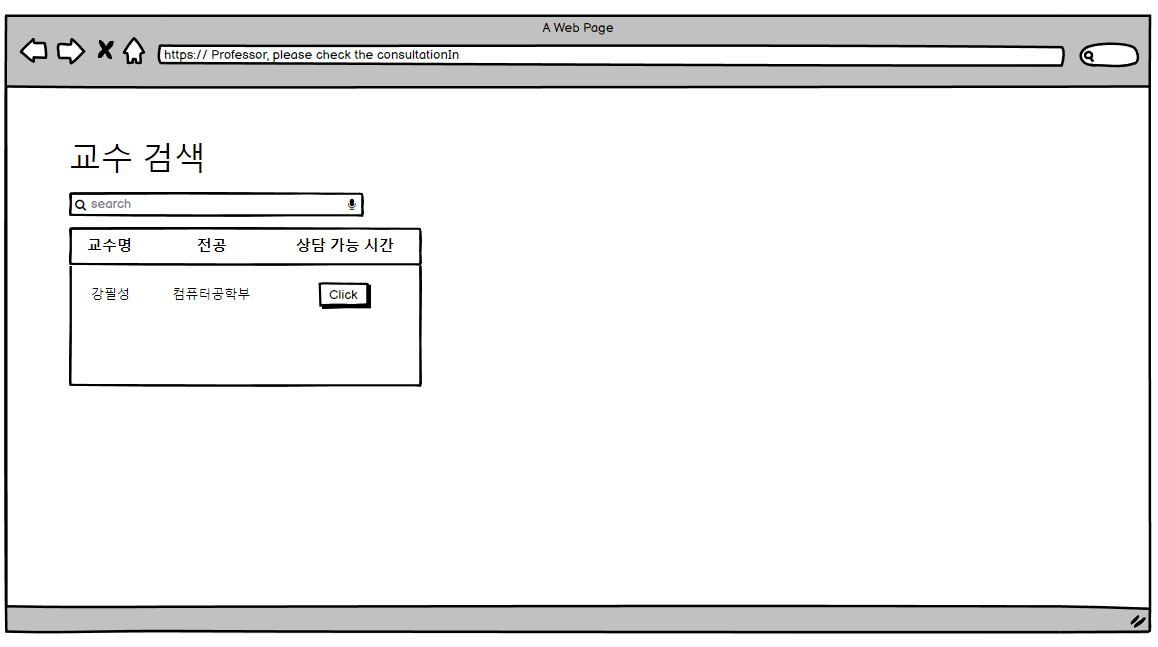 A Web Page
https:// Professor, please check the consultationIn
교수 검색
search
교수명 전공 상담 가능 시간
강필성 컴퓨터공학부 Click